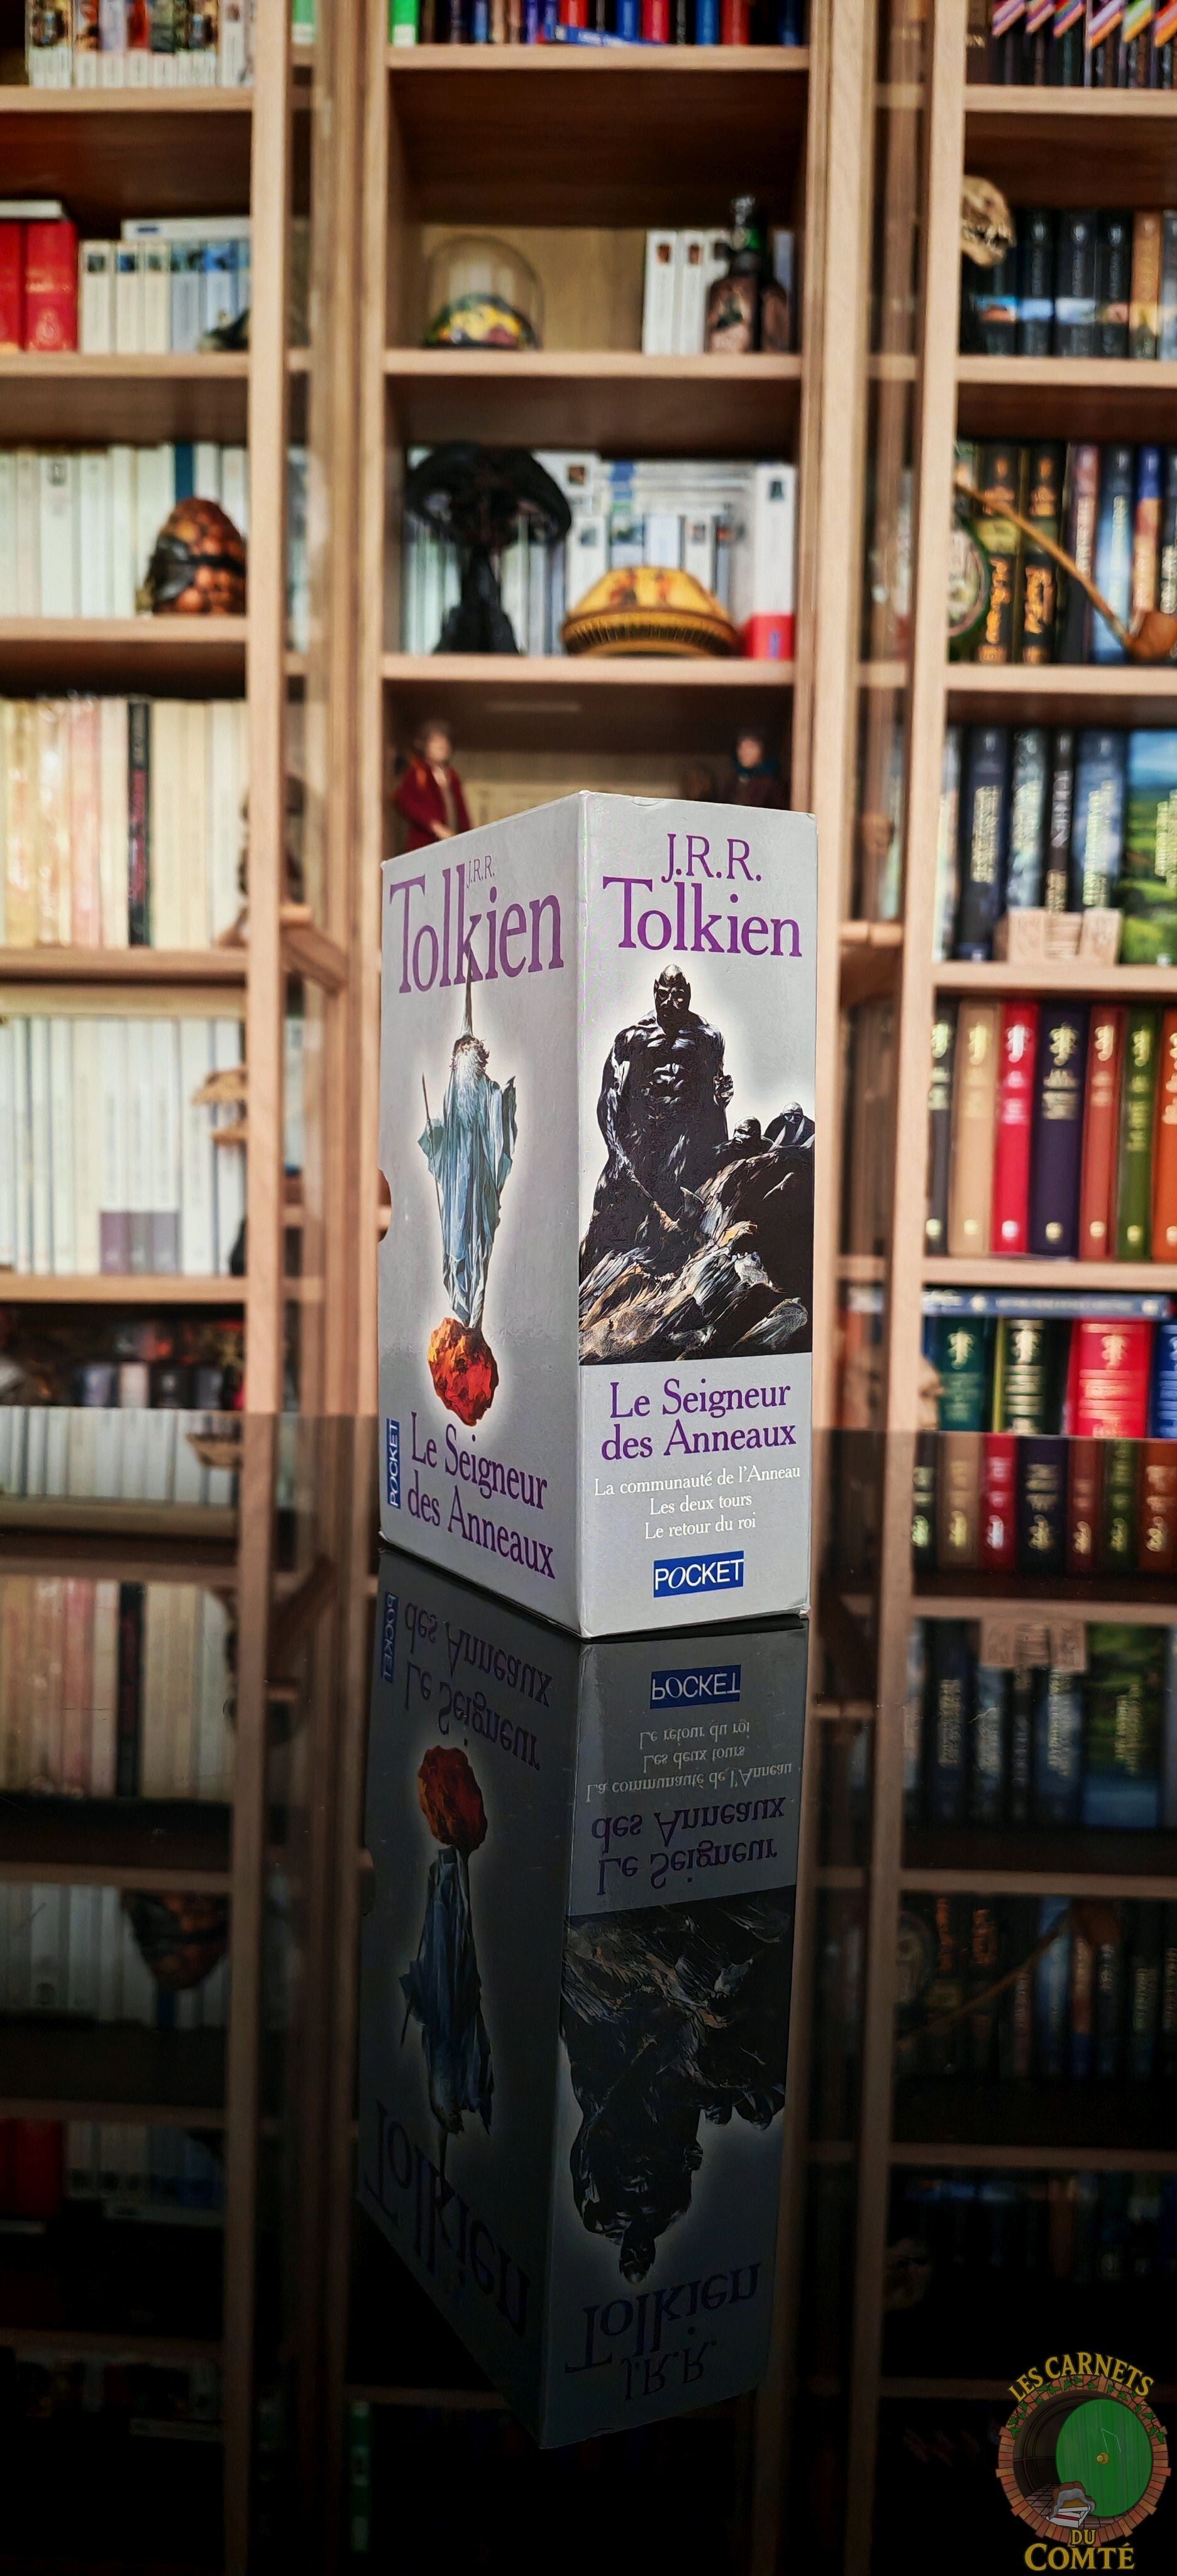 J.R.R.
Tolkien
POCKET
Le Seigneur
des Anneaux
J.R.R.
Tolkien
Le Seigneur
des Anneaux
La communauté de l'Anneau
Les deux tours
Le retour du roi
POCKET
LES CARNETS
DU
COMTÉ